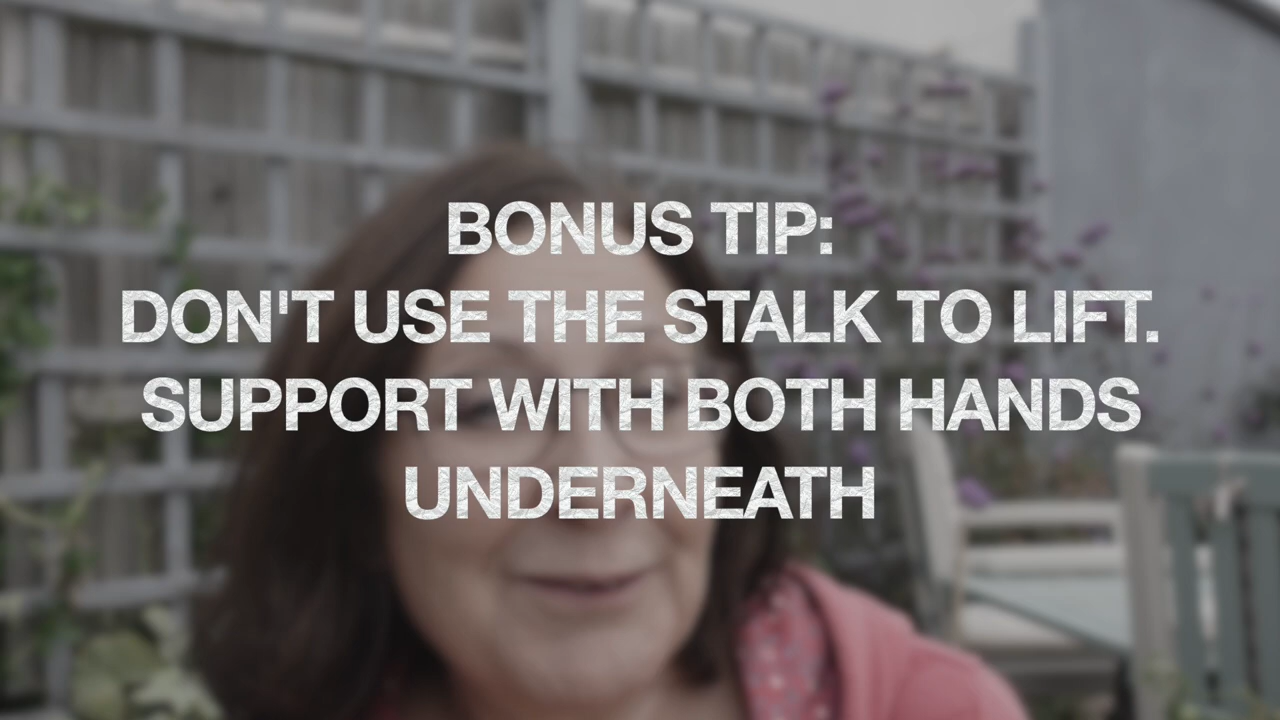 BONUS TIP:
DON'T USE THE STALK TO LIFT.
SUPPORT WITH BOTH HANDS
UNDERNEATH